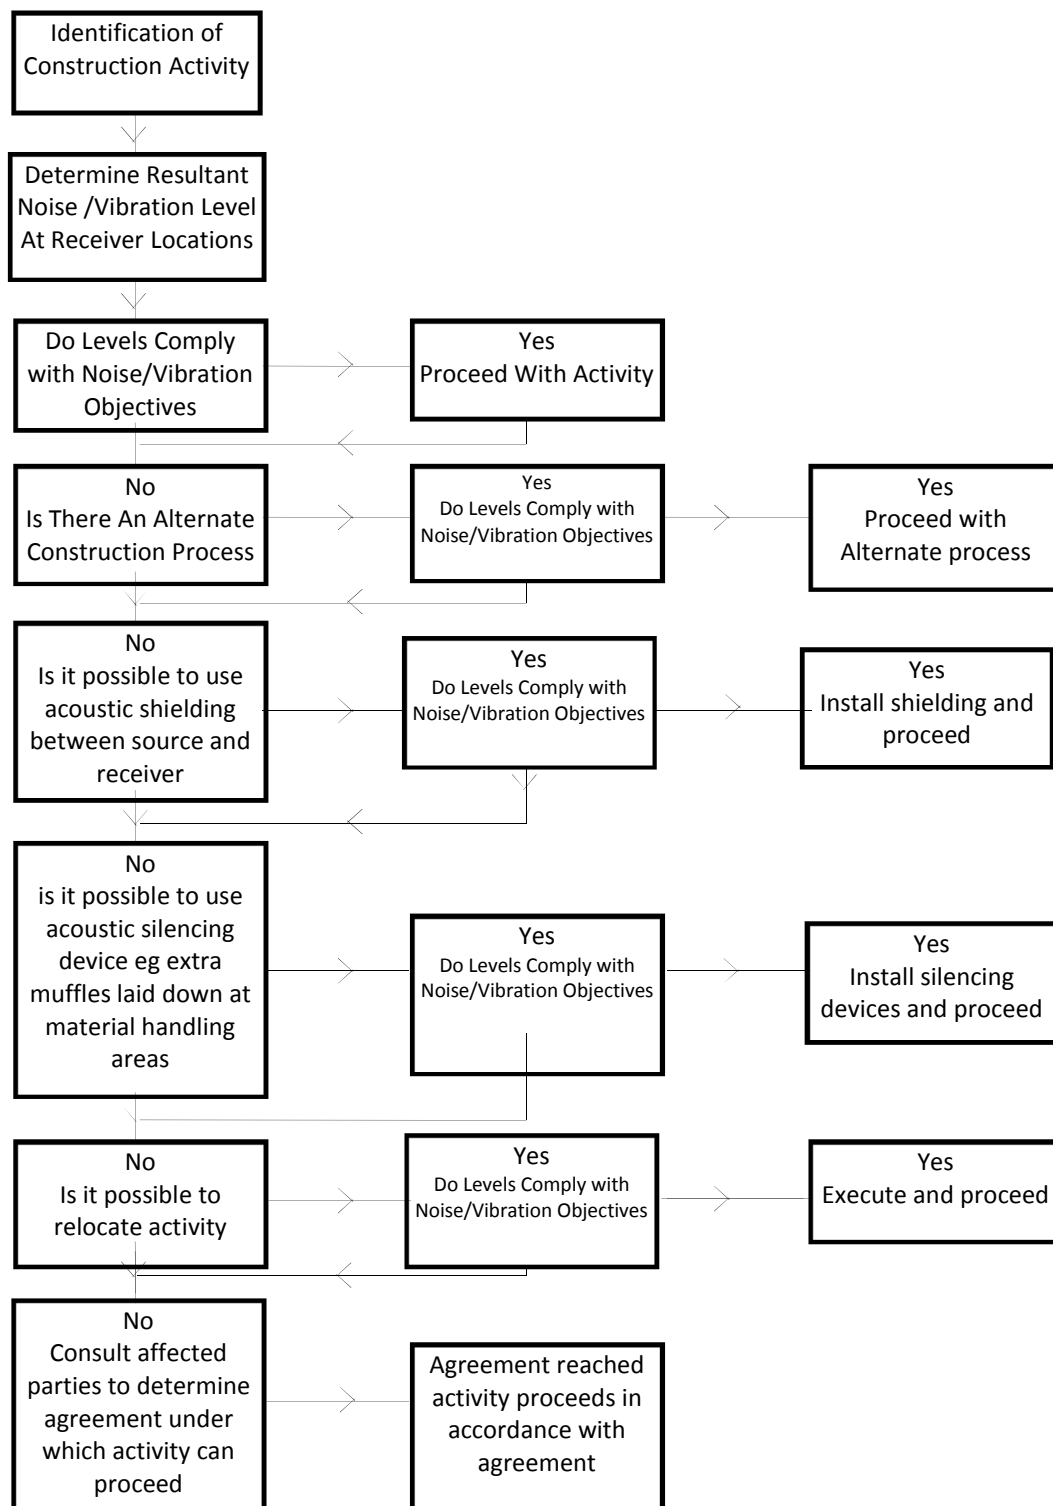 Identification of
Construction Activity
Determine Resultant
Noise /Vibration Level
At Receiver Locations
Do Levels Comply
with Noise/Vibration
Objectives
Yes
Proceed With Activity
No
Is There An Alternate
Construction Process
Yes
Do Levels Comply with
Noise/Vibration Objectives
Yes
Proceed with
Alternate process
No
Is it possible to use
acoustic shielding
between source and
receiver
Yes
Do Levels Comply with
Noise/Vibration Objectives
Yes
Install shielding and
proceed
No
is it possible to use
acoustic silencing
device eg extra
muffles laid down at
material handling
areas
Yes
Do Levels Comply with
Noise/Vibration Objectives
Yes
Install silencing
devices and proceed
No
Is it possible to
relocate activity
Yes
Do Levels Comply with
Noise/Vibration Objectives
Yes
Execute and proceed
No
Consult affected
parties to determine
agreement under
which activity can
proceed
Agreement reached
activity proceeds in
accordance with
agreement